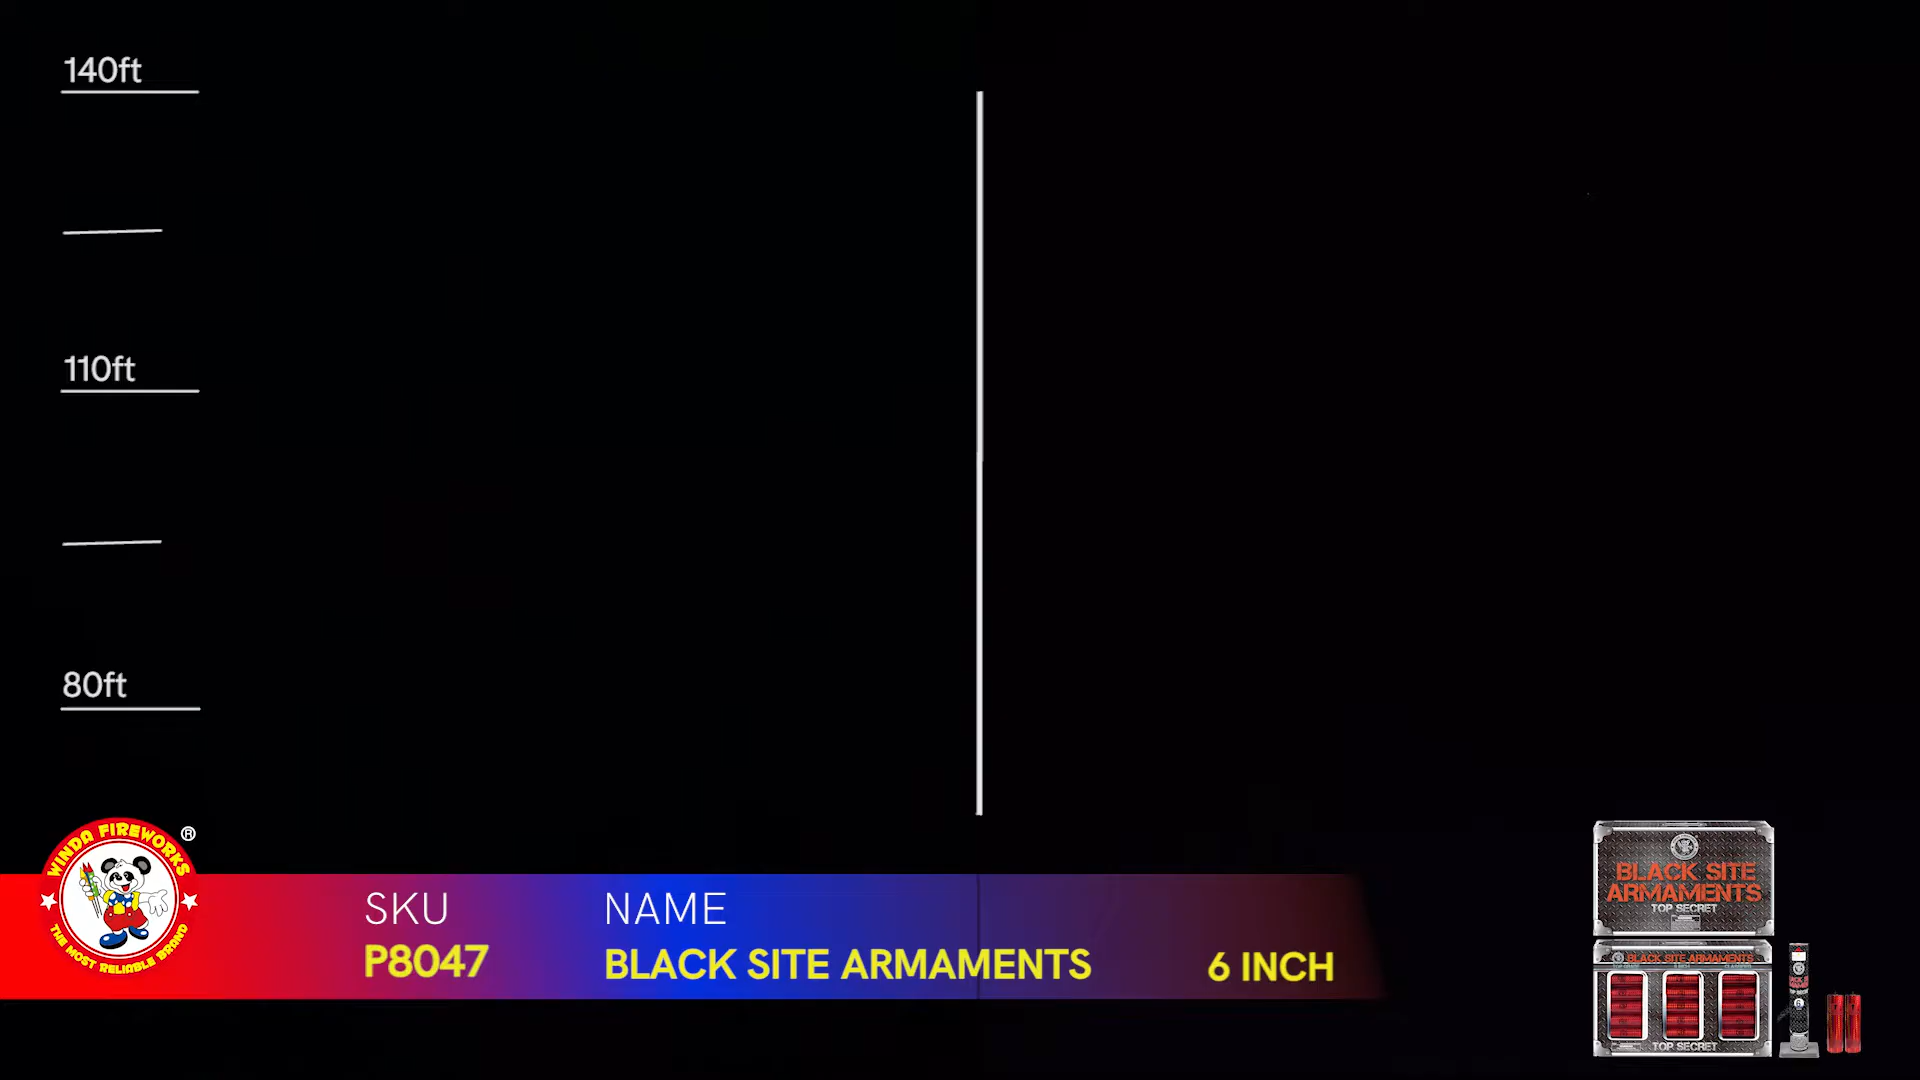 140ft
110ft
80ft
WINDA FIREWORKS ®
THE MOST RELIABLE BRAND
SKU
P8047
NAME
BLACK SITE ARMAMENTS
6 INCH
BLACK SITE
ARMAMENTS
TOP SECRET
BLACK SITE ARMAMENTS
TOP SECRET